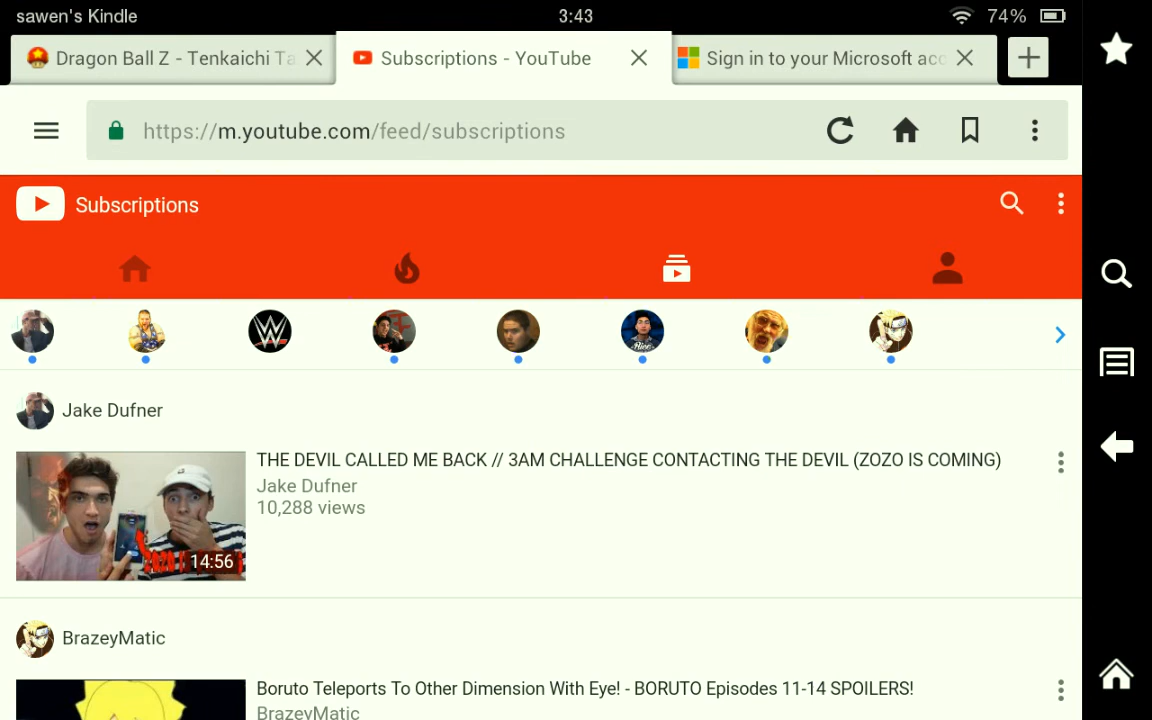 sawen's Kindle
3:43
74%
Dragon Ball Z - Tenkaichi Ta
Subscriptions - YouTube
Sign in to your Microsoft acc
https://m.youtube.com/feed/subscriptions
Subscriptions
Jake Dufner
THE DEVIL CALLED ME BACK // 3AM CHALLENGE CONTACTING THE DEVIL (ZOZO IS COMING)
Jake Dufner
10,288 views
14:56
BrazeyMatic
Boruto Teleports To Other Dimension With Eye! - BORUTO Episodes 11-14 SPOILERS!
BrazeyMatic